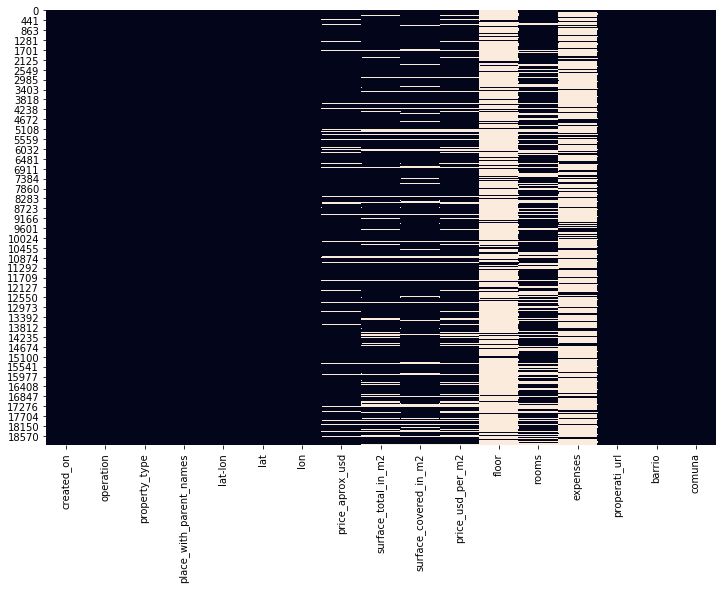 0
441
863
1281
1701
2125
2549
2985
3403
3818
4238
4672
5108
5559
6032
6481
6911
7384
7860
8283
8723
9166
9601
10024
10455
10874
11292
11709
12127
12550
12973
13392
13812
14235
14674
15100
15541
15977
16408
16847
17276
17704
18150
18570
created_on
operation
property_type
place_with_parent_names
lat-lon
lat
lon
price_aprox_usd
surface_total_in_m2
surface_covered_in_m2
price_usd_per_m2
floor
rooms
expenses
properati_url
barrio
comuna